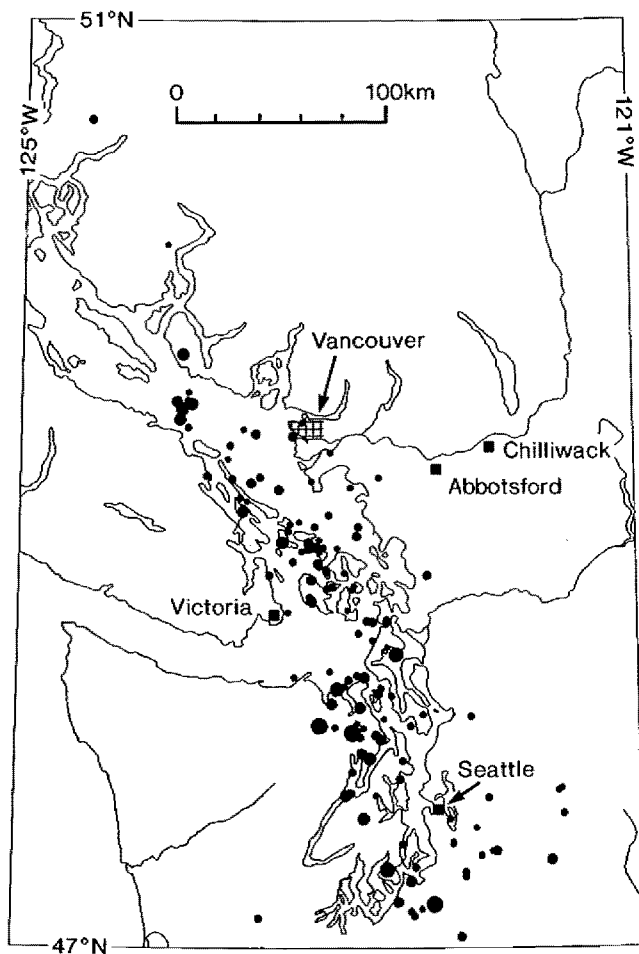 51°N
0 100km
125°W
121°W
Vancouver
Chilliwack
Abbotsford
Victoria
Seattle
47°N